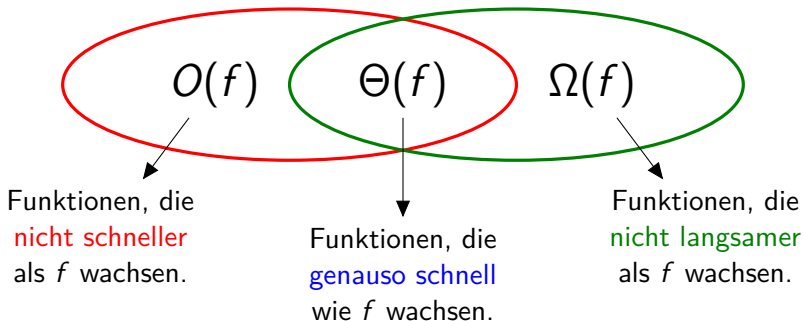 O(f)
Θ(f)
Ω(f)
Funktionen, die
nicht schneller
als f wachsen.
Funktionen, die
genauso schnell
wie f wachsen.
Funktionen, die
nicht langsamer
als f wachsen.